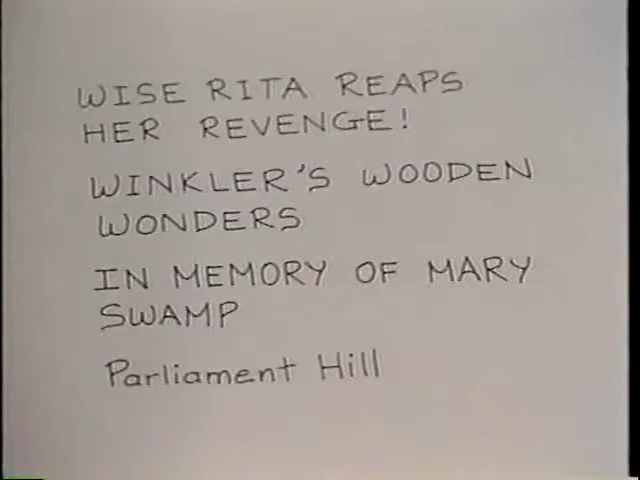 WISE RITA REAPS
HER REVENGE!
WINKLER'S WOODEN
WONDERS
IN MEMORY OF MARY
SWAMP
Parliament Hill